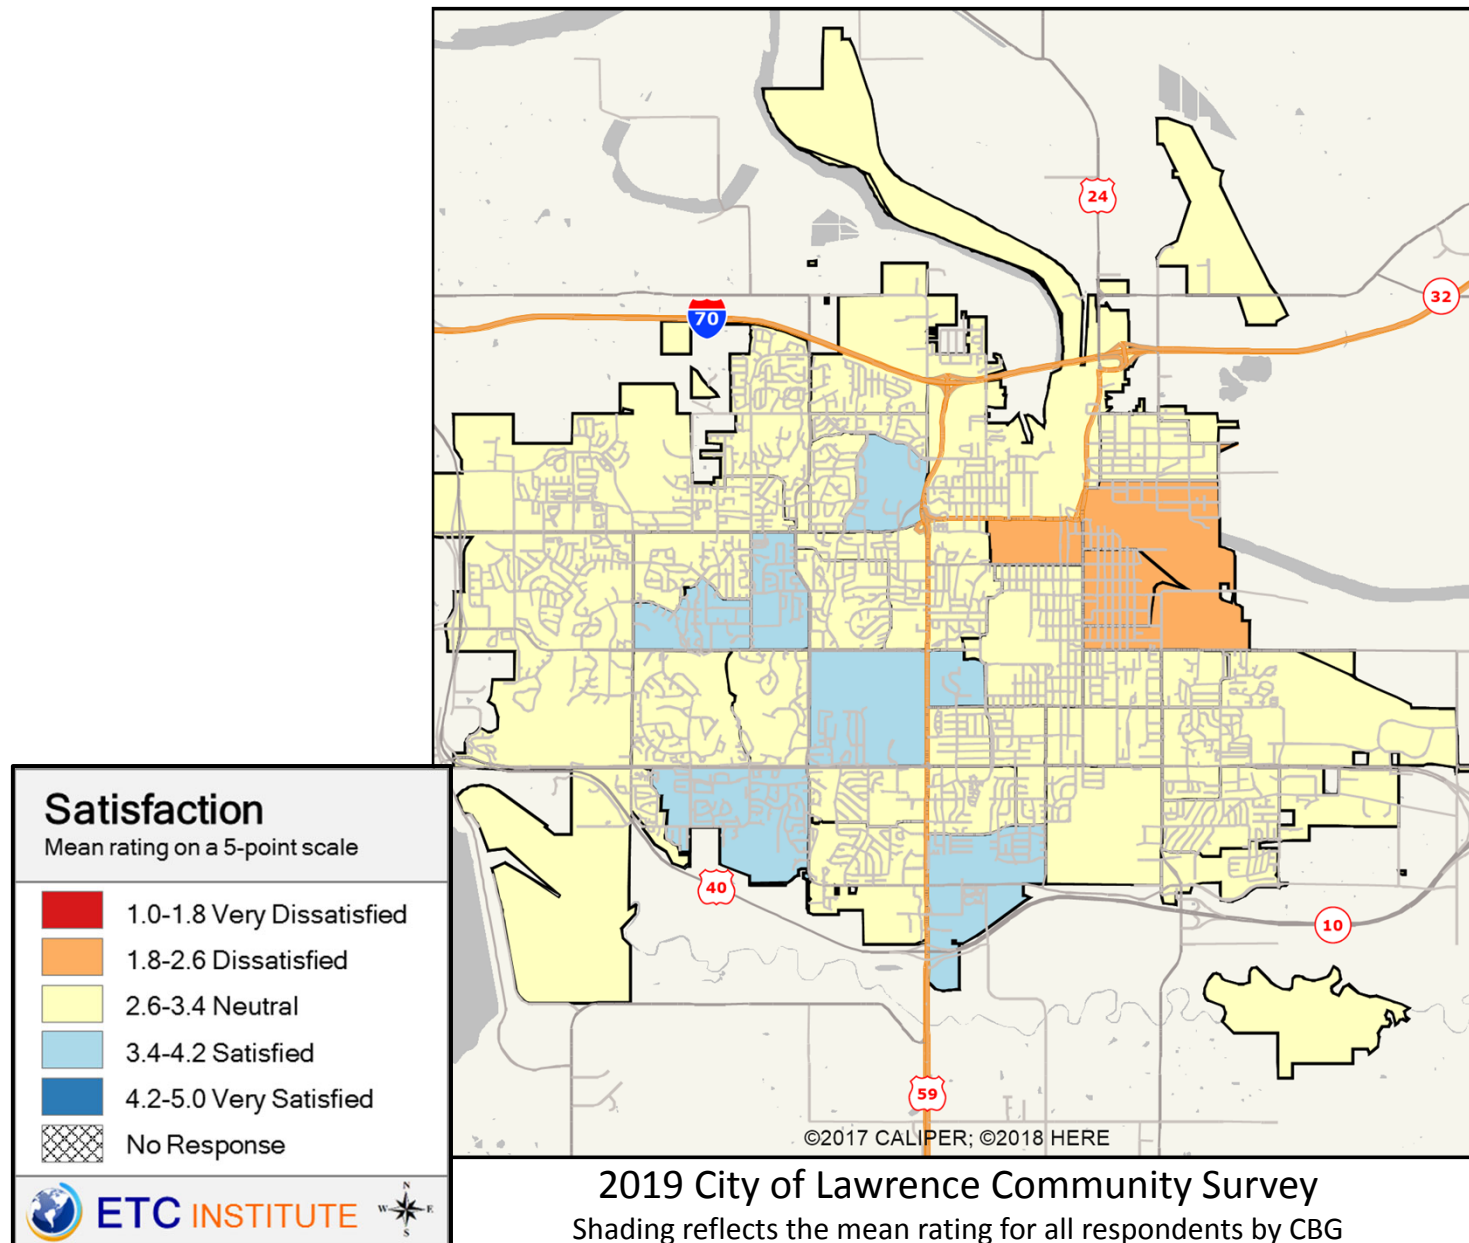 24
32
70
40
10
59
©2017 CALIPER; ©2018 HERE
Satisfaction
Mean rating on a 5-point scale
1.0-1.8 Very Dissatisfied
1.8-2.6 Dissatisfied
2.6-3.4 Neutral
3.4-4.2 Satisfied
4.2-5.0 Very Satisfied
No Response
ETC INSTITUTE
N
W E
S
2019 City of Lawrence Community Survey
Shading reflects the mean rating for all respondents by CBG